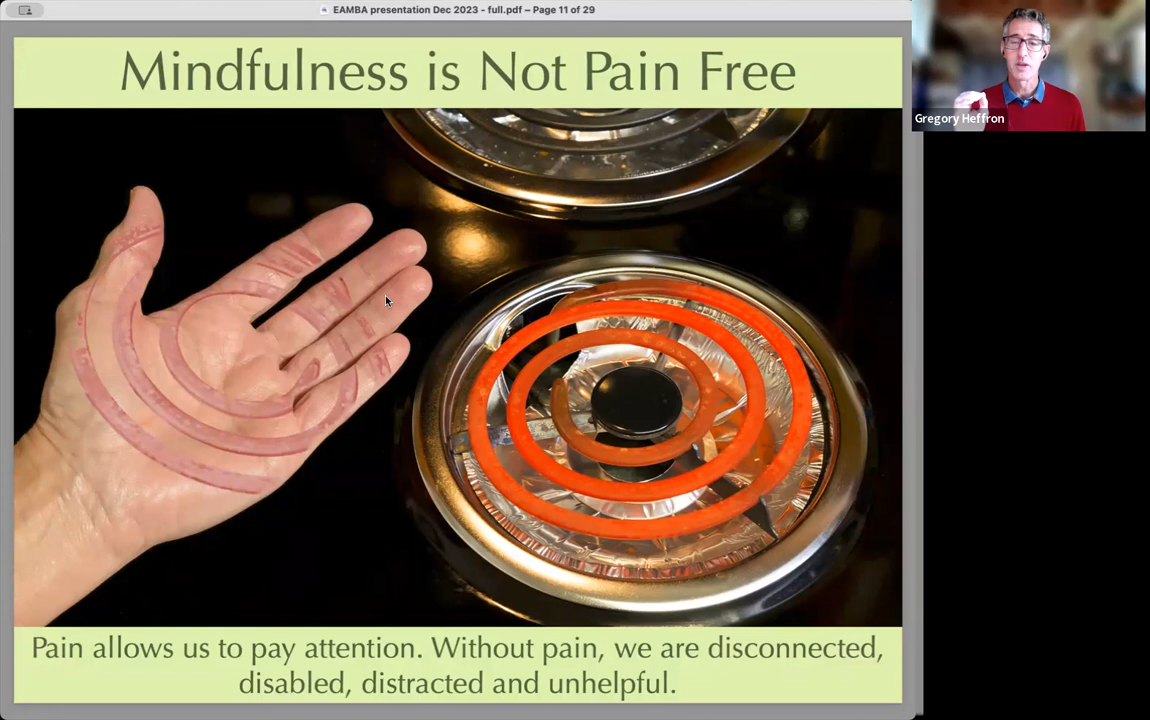 EAMBA presentation Dec 2023 - full.pdf – Page 11 of 29
Mindfulness is Not Pain Free
Gregory Heffron
Pain allows us to pay attention. Without pain, we are disconnected,
disabled, distracted and unhelpful.